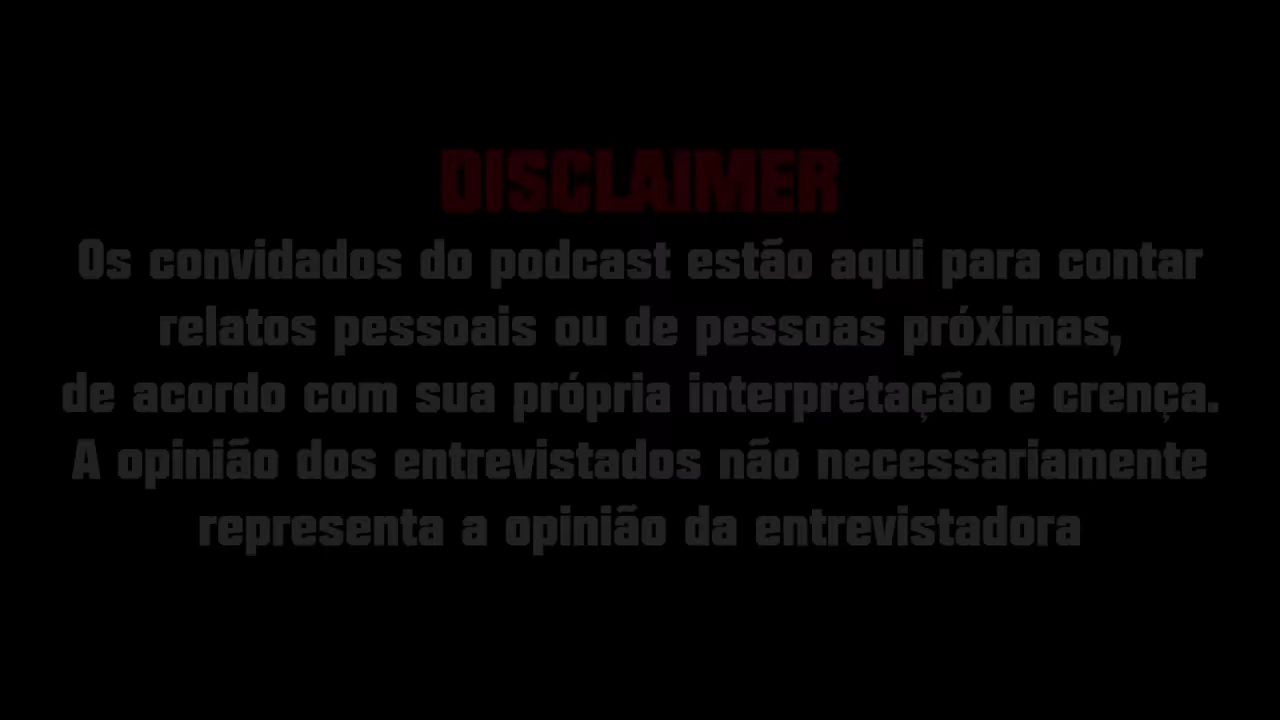 DISCLAIMER
Os convidados do podcast estão aqui para contar
relatos pessoais ou de pessoas próximas,
de acordo com sua própria interpretação e crença.
A opinião dos entrevistados não necessariamente
representa a opinião da entrevistadora